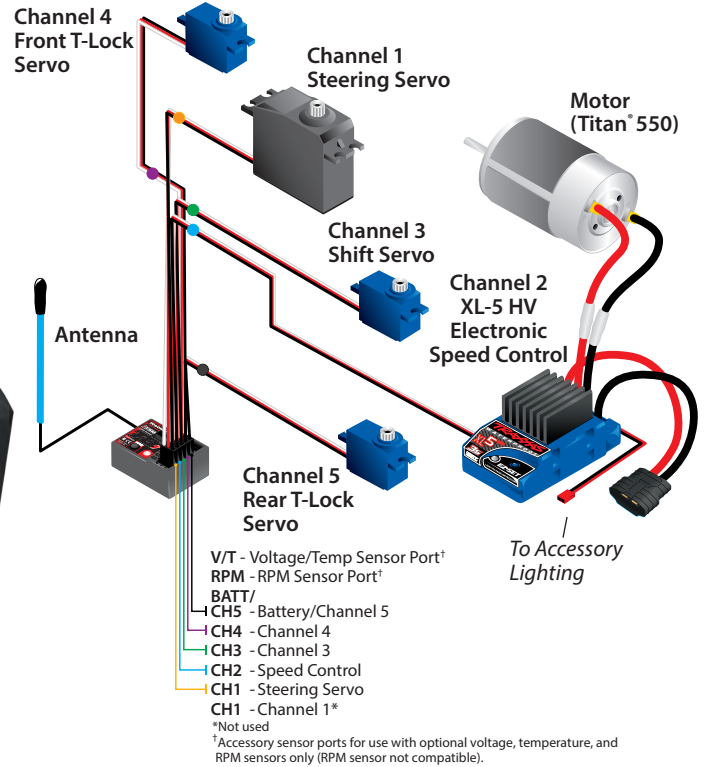 Channel 4
Front T-Lock
Servo
Channel 1
Steering Servo
Motor
(Titan® 550)
Channel 3
Shift Servo
Channel 2
XL-5 HV
Electronic
Speed Control
Antenna
TRAXXAS
XL5
EZ-SET
Channel 5
Rear T-Lock
Servo
To Accessory
Lighting
V/T - Voltage/Temp Sensor Port†
RPM - RPM Sensor Port†
BATT/
CH5 - Battery/Channel 5
CH4 - Channel 4
CH3 - Channel 3
CH2 - Speed Control
CH1 - Steering Servo
CH1 - Channel 1*
*Not used
†Accessory sensor ports for use with optional voltage, temperature, and
RPM sensors only (RPM sensor not compatible).